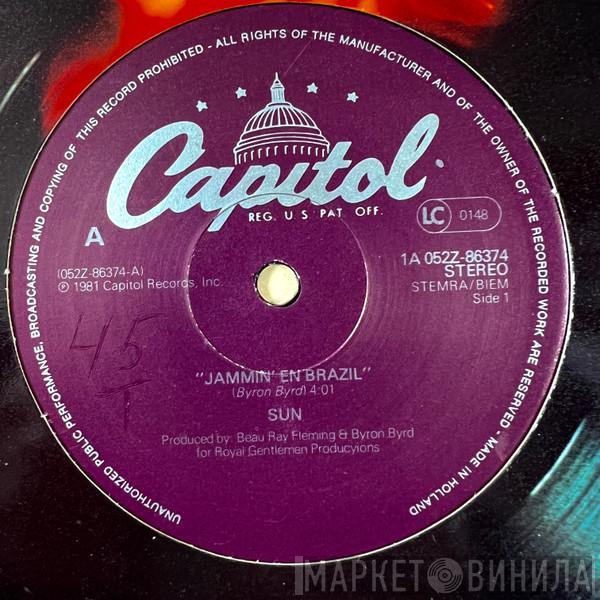 UNAUTHORIZED PUBLIC PERFORMANCE, BROADCASTING AND COPYING OF THIS RECORD PROHIBITED - ALL RIGHTS OF THE MANUFACTURER AND OF THE OWNER OF THE RECORDED WORK ARE RESERVED - MADE IN HOLLAND
Capitol
REG. U.S. PAT. OFF.
LC 0148
A
(052Z-86374-A)
℗ 1981 Capitol Records, Inc.
1A 052Z-86374
STEREO
STEMRA/BIEM
Side 1
45
"JAMMIN' EN BRAZIL"
(Byron Byrd) 4:01
SUN
Produced by: Beau Ray Fleming & Byron Byrd
for Royal Gentlemen Producyions
МАРКЕТ ВИНИЛА